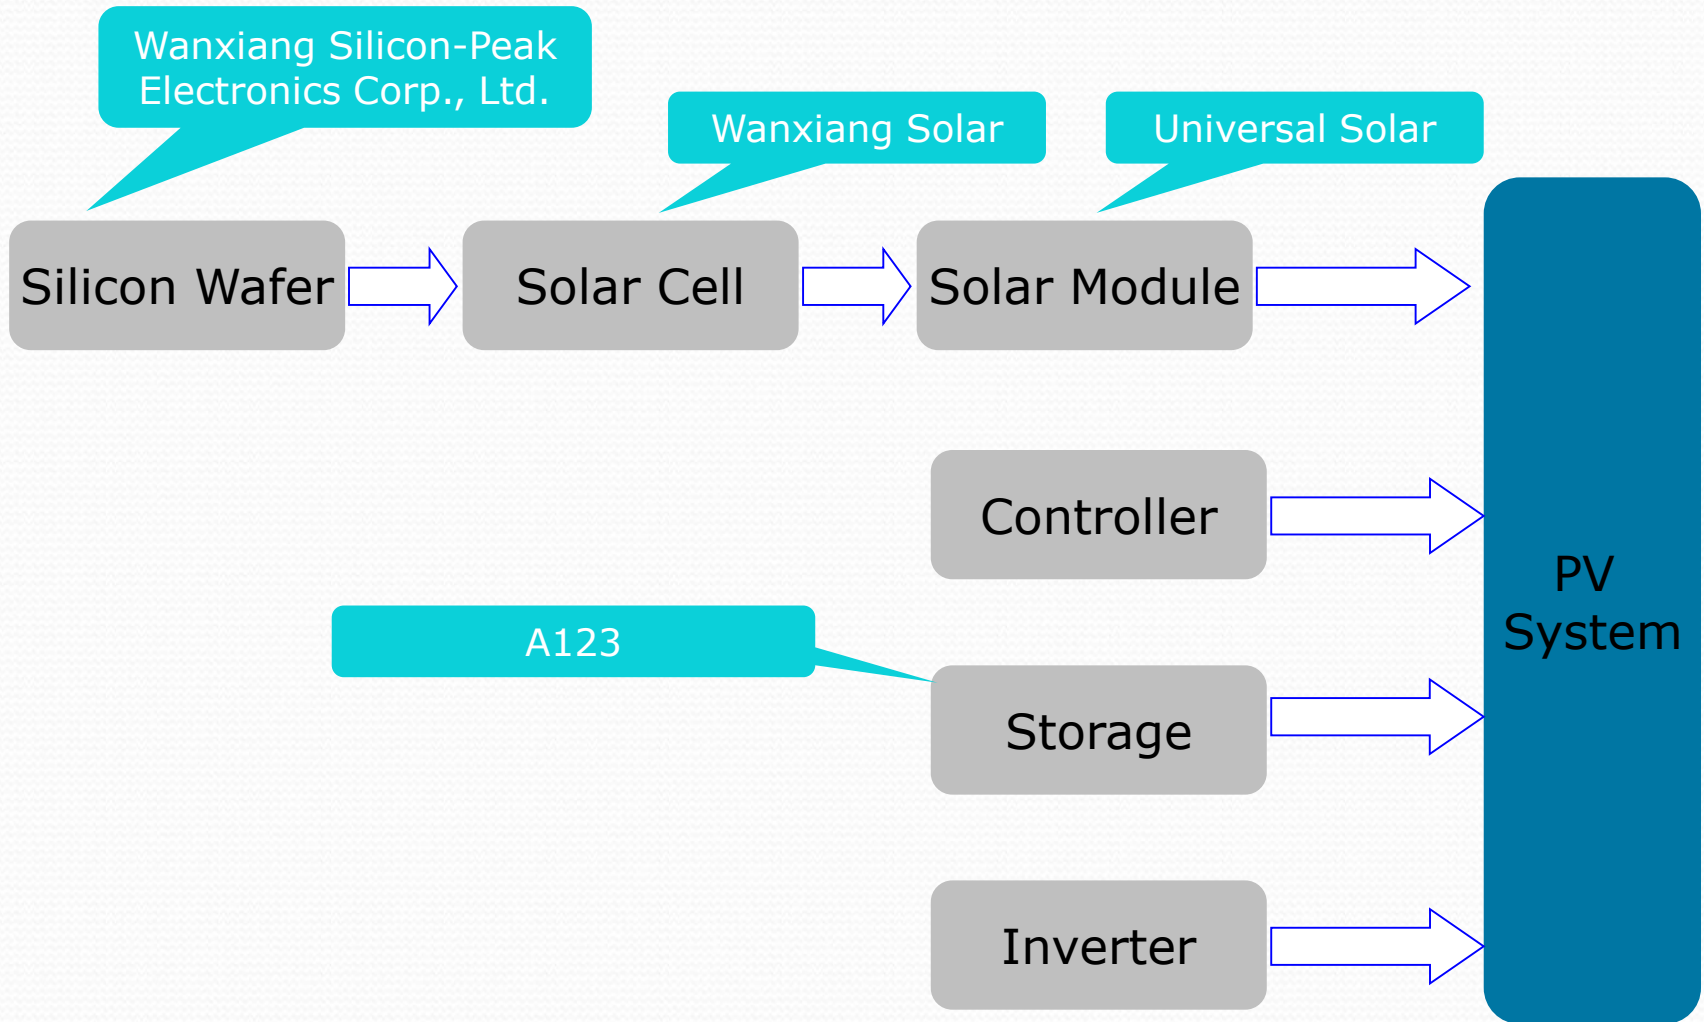 Wanxiang Silicon-Peak
Electronics Corp., Ltd.
Wanxiang Solar
Universal Solar
Silicon Wafer
Solar Cell
Solar Module
Controller
PV
System
A123
Storage
Inverter